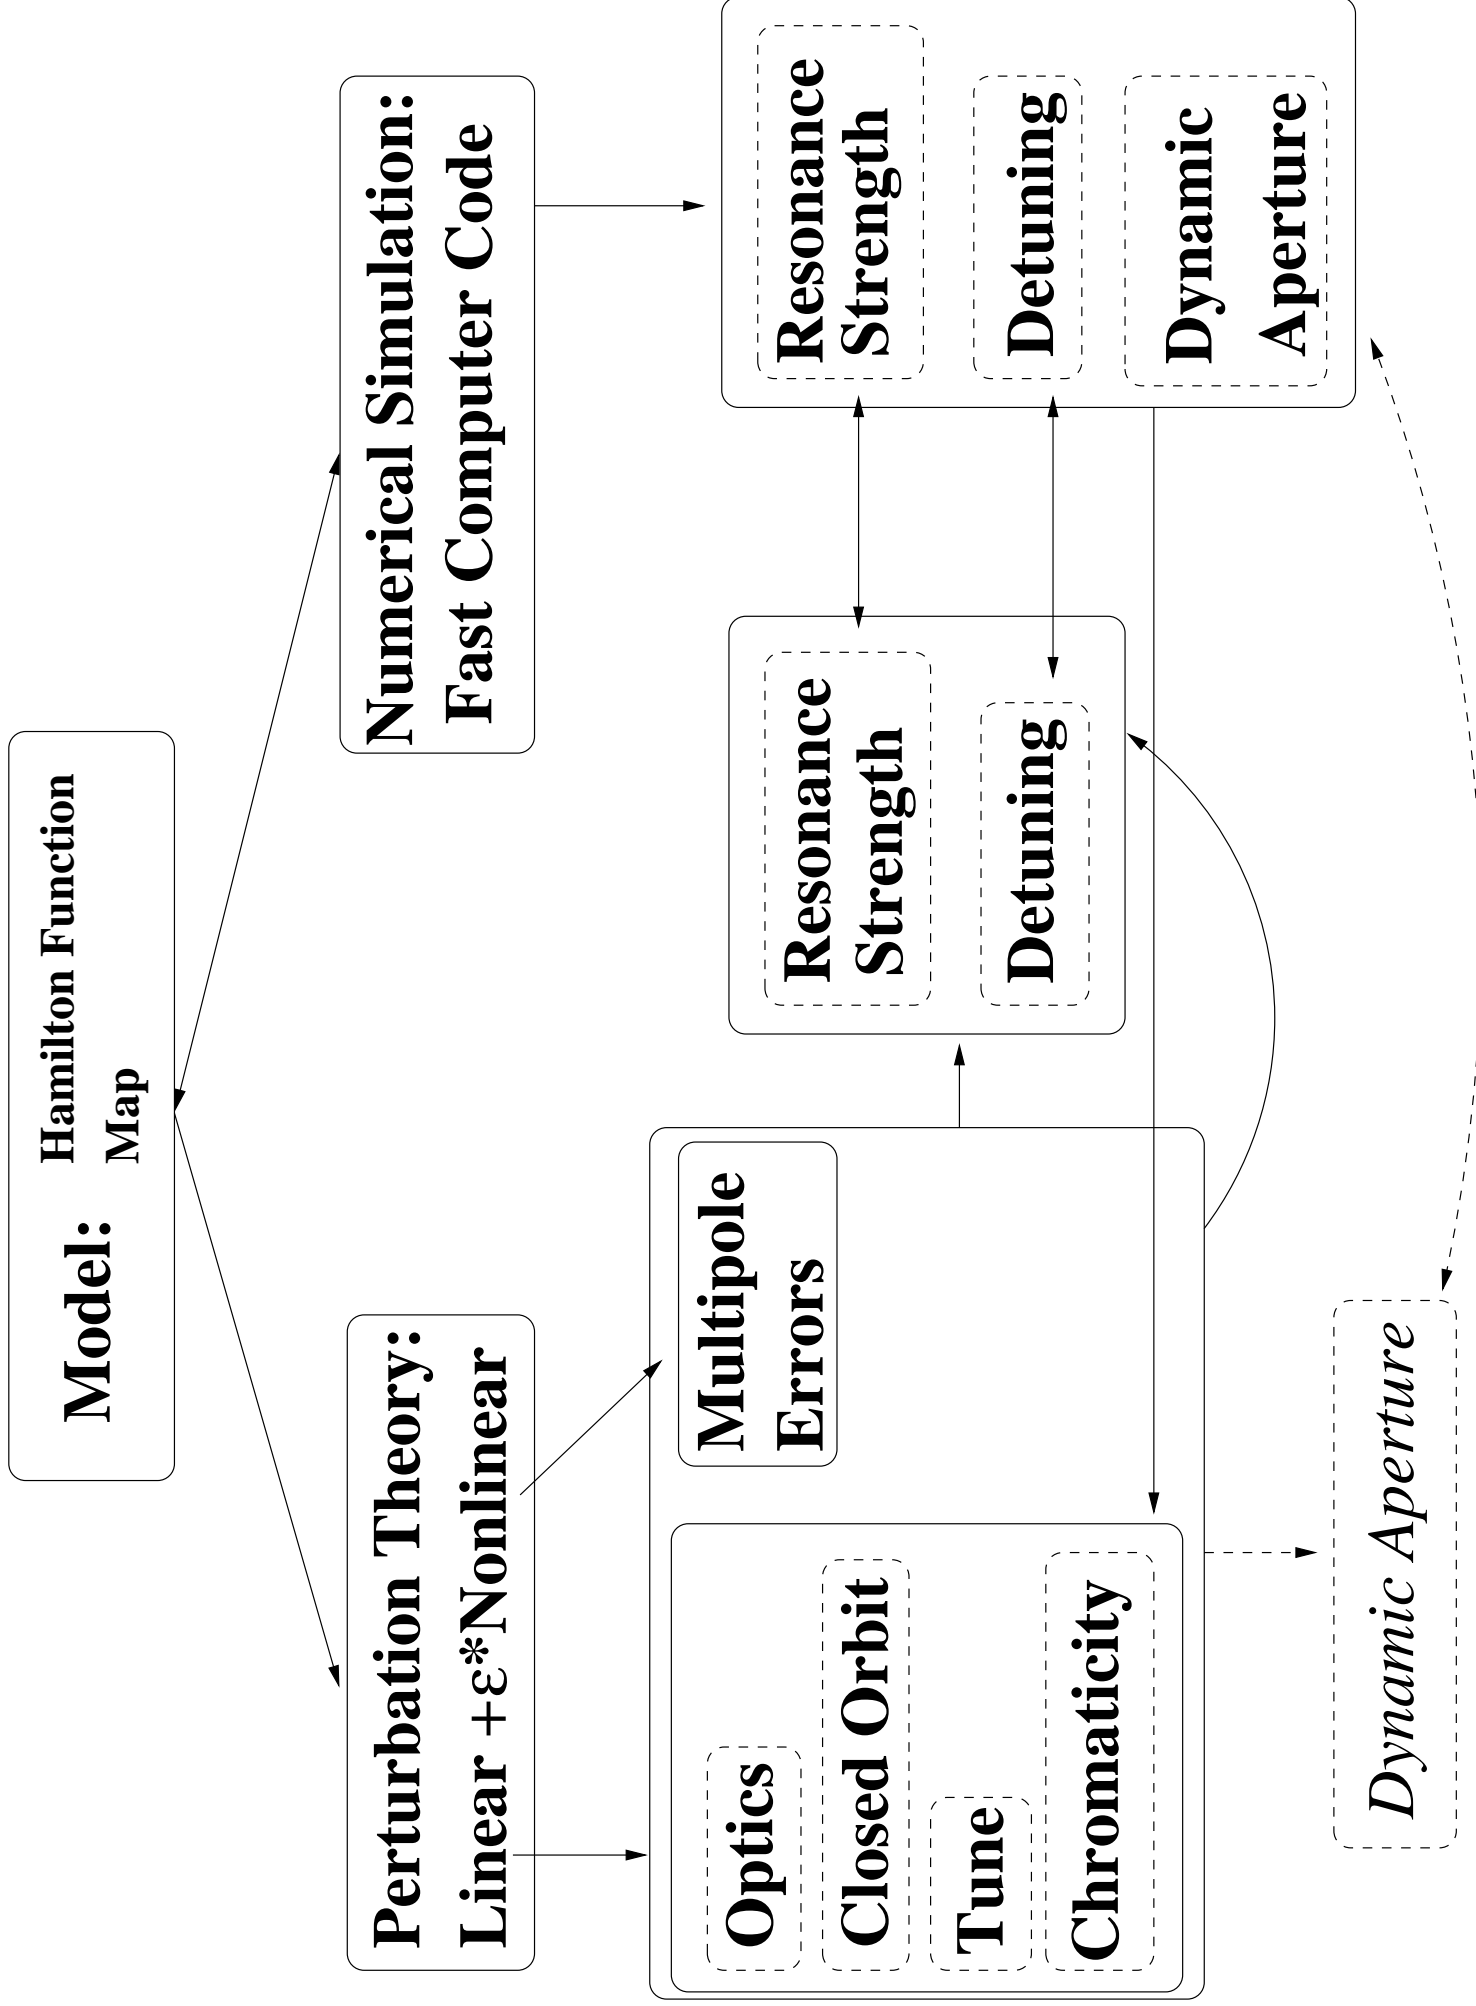 Model:
Hamilton Function
Map
Perturbation Theory:
Linear +ε*Nonlinear
Numerical Simulation:
Fast Computer Code
Optics
Closed Orbit
Tune
Chromaticity
Multipole
Errors
Resonance
Strength
Detuning
Resonance
Strength
Detuning
Dynamic
Aperture
Dynamic Aperture